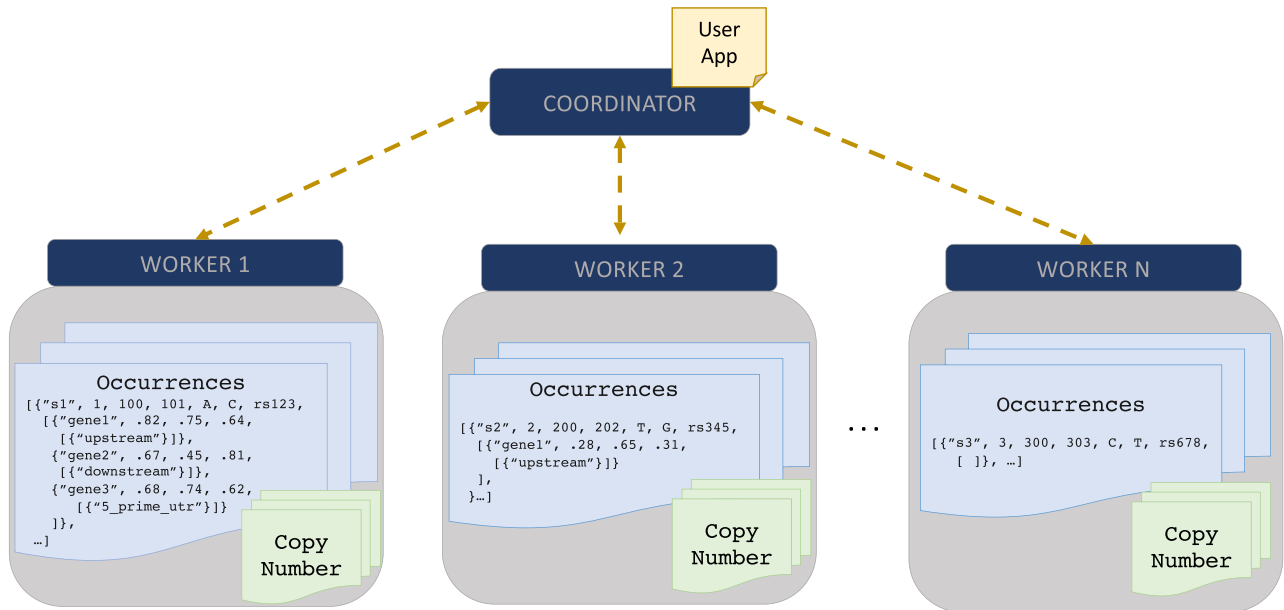 User
App
COORDINATOR
WORKER 1
Occurrences
[{"s1", 1, 100, 101, A, C, rs123,
[{"gene1", .82, .75, .64,
[{“upstream”}]},
{"gene2", .67, .45, .81,
[{“downstream”}]},
{"gene3", .68, .74, .62,
[{“5_prime_utr”}]}
]},
…]
Copy
Number
WORKER 2
Occurrences
[{"s2", 2, 200, 202, T, G, rs345,
[{"gene1", .28, .65, .31,
[{“upstream”}]}
],
}…]
Copy
Number
...
WORKER N
Occurrences
[{"s3", 3, 300, 303, C, T, rs678,
[ ]}, …]
Copy
Number